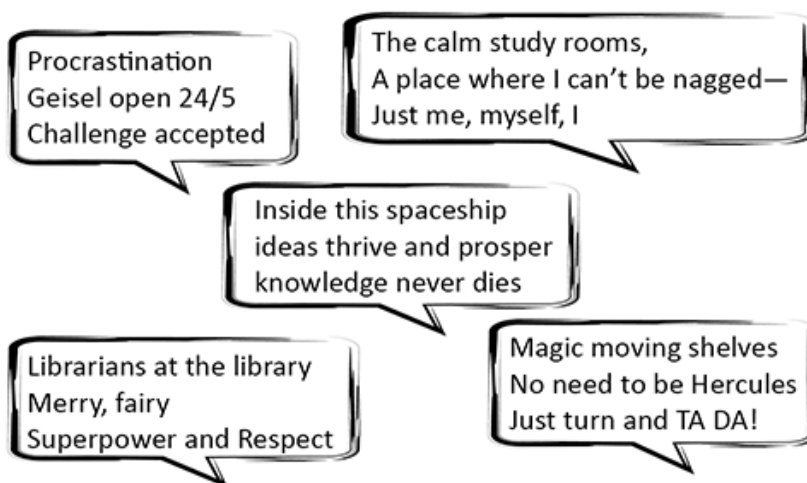 Procrastination
Geisel open 24/5
Challenge accepted
The calm study rooms,
A place where I can't be nagged—
Just me, myself, I
Inside this spaceship
ideas thrive and prosper
knowledge never dies
Librarians at the library
Merry, fairy
Superpower and Respect
Magic moving shelves
No need to be Hercules
Just turn and TA DA!